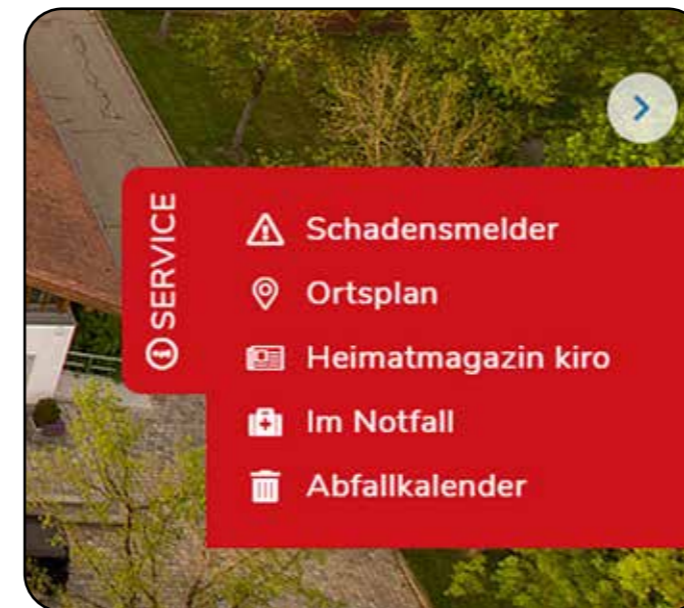 SERVICE
Schadensmelder
Ortsplan
Heimatmagazin kiro
Im Notfall
Abfallkalender